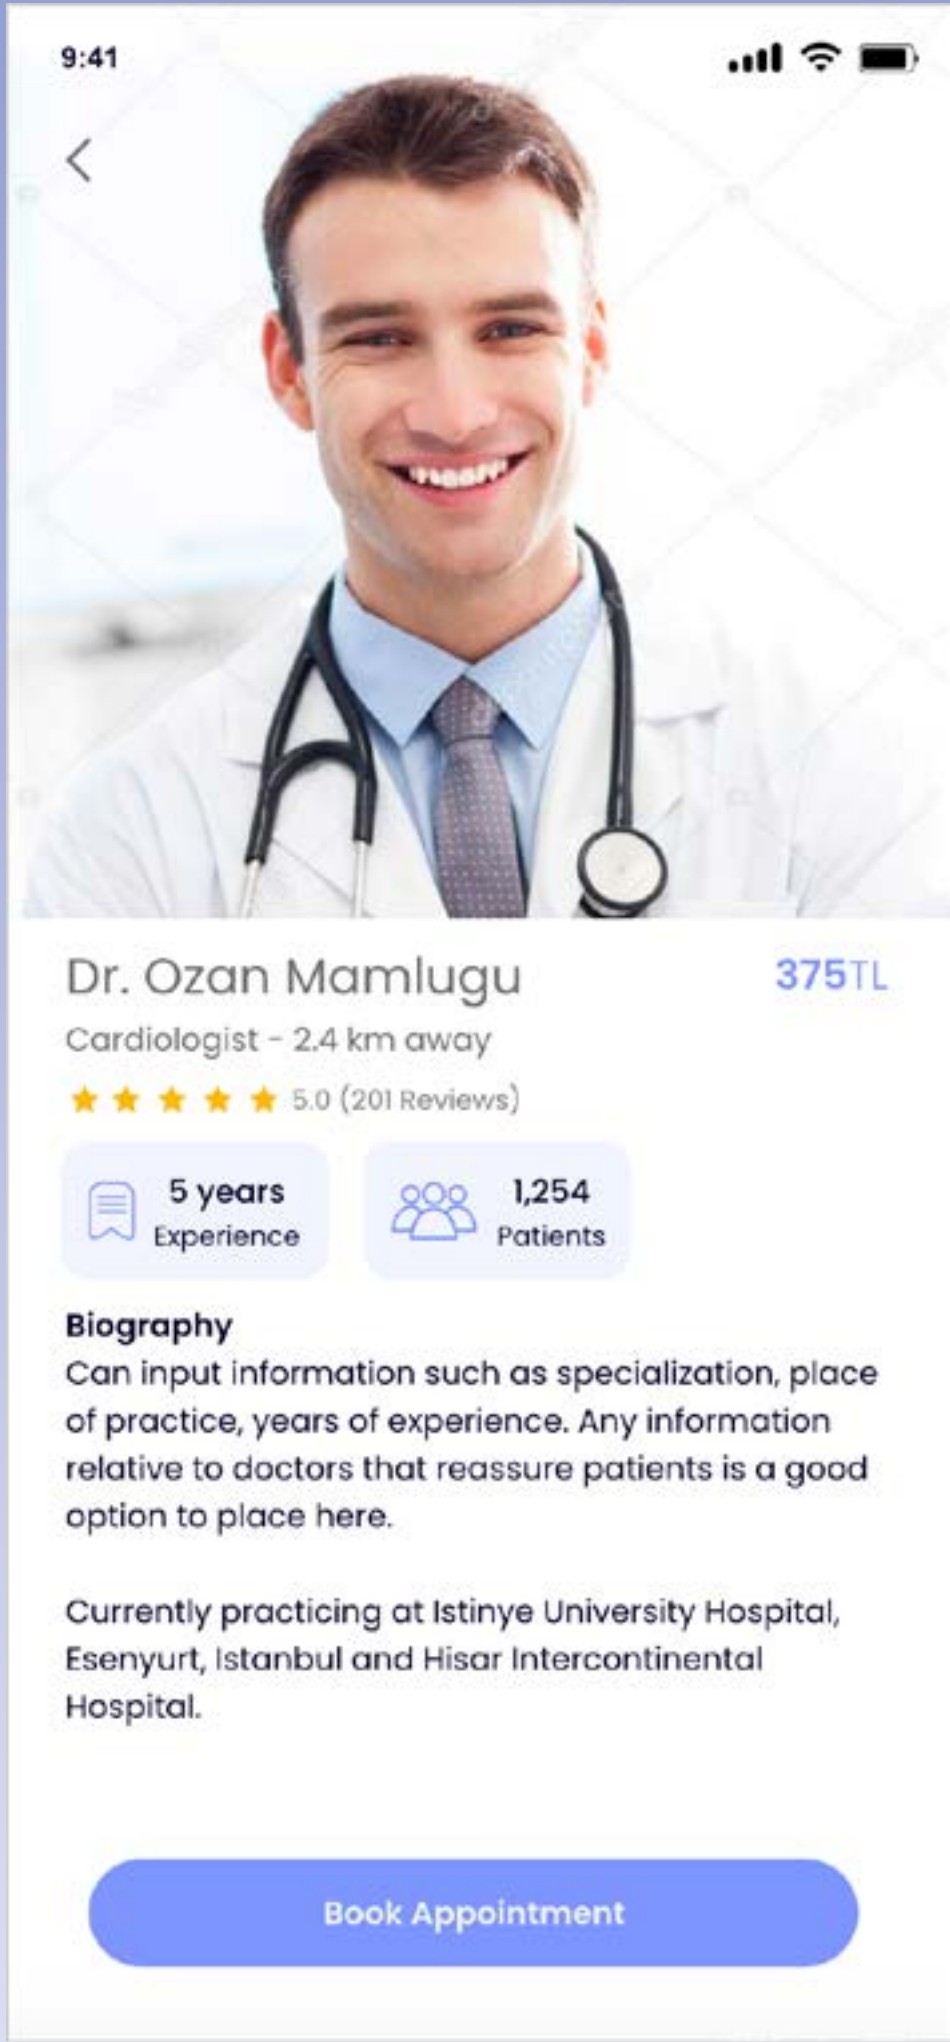 9:41
Dr. Ozan Mamlugu
375TL
Cardiologist - 2.4 km away
5.0 (201 Reviews)
5 years
Experience
1,254
Patients
Biography
Can input information such as specialization, place
of practice, years of experience. Any information
relative to doctors that reassure patients is a good
option to place here.
Currently practicing at Istinye University Hospital,
Esenyurt, Istanbul and Hisar Intercontinental
Hospital.
Book Appointment